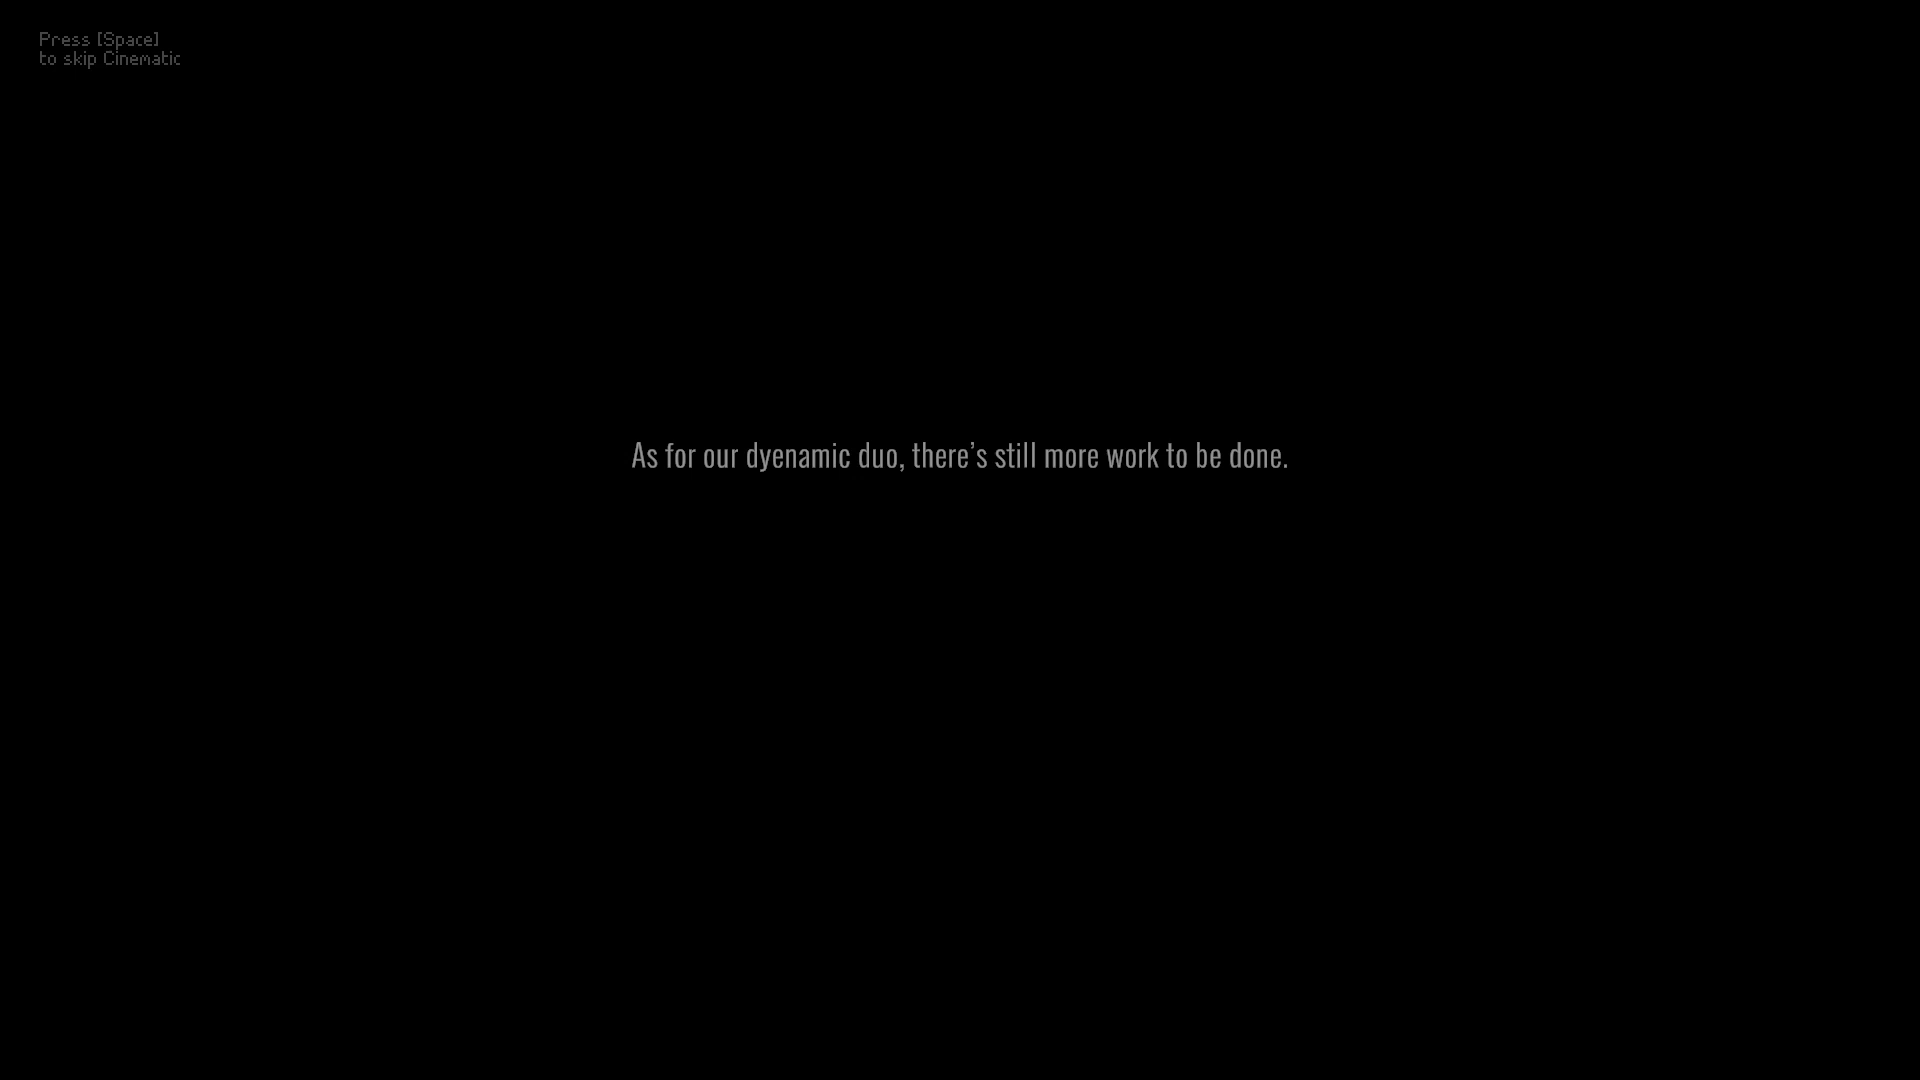 Press [Space]
to skip Cinematic
As for our dyenamic duo, there’s still more work to be done.